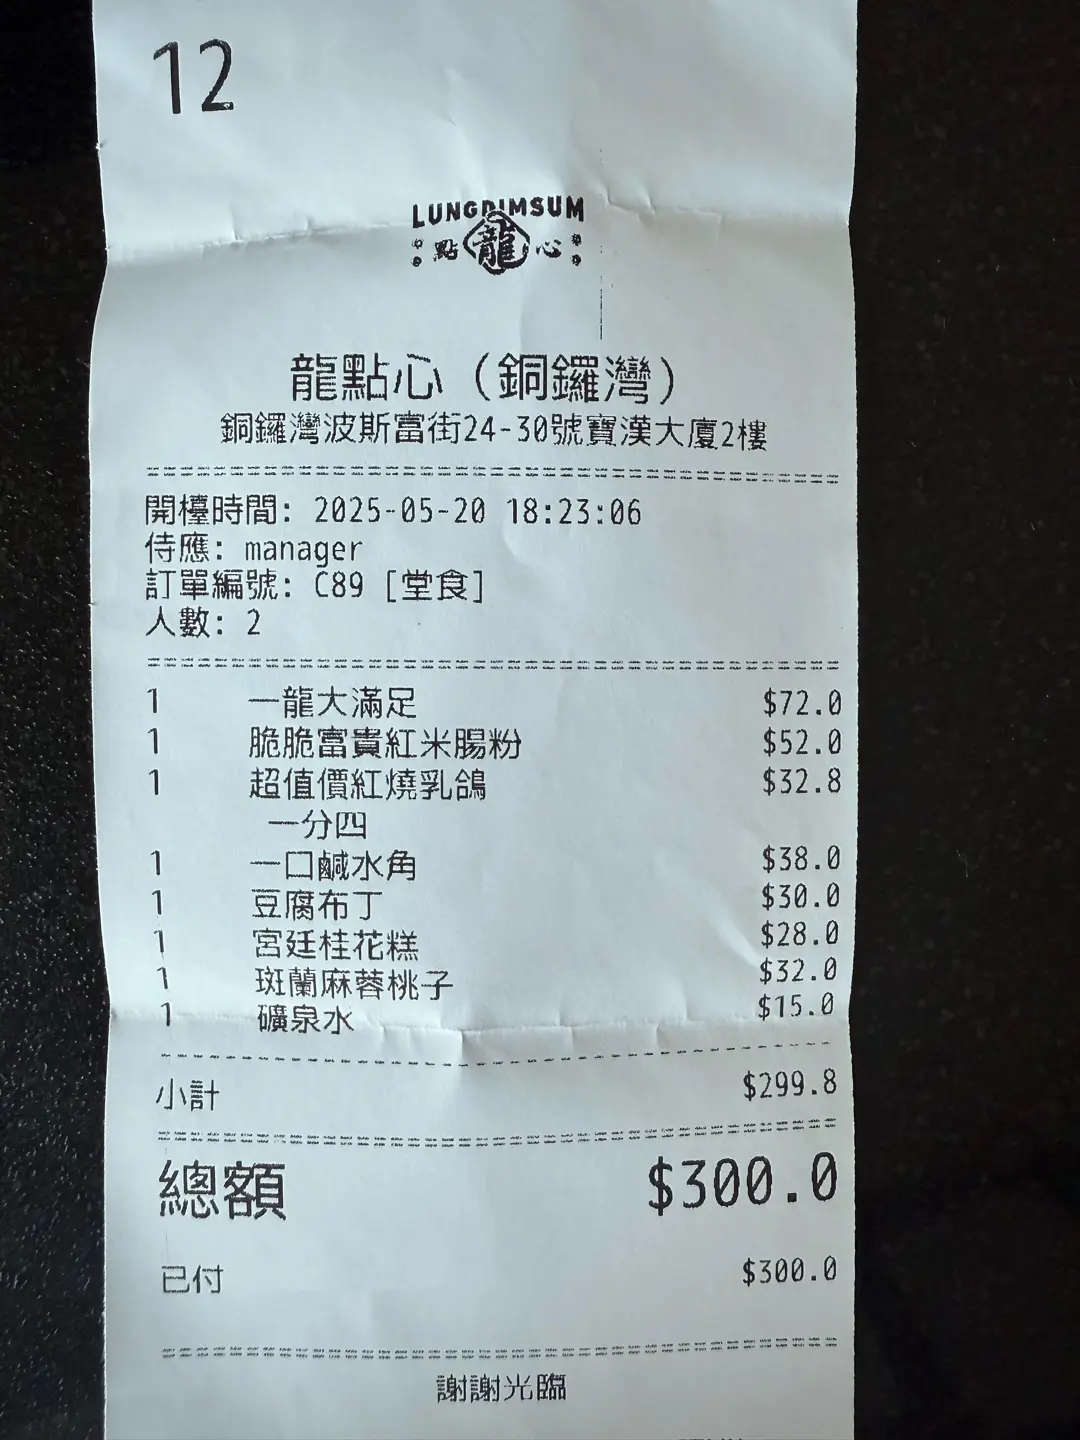 12
LUNGDIMSUM
點 龍 心
龍點心（銅鑼灣）
銅鑼灣波斯富街24-30號寶漢大廈2樓
開檯時間: 2025-05-20 18:23:06
侍應: manager
訂單編號: C89 [堂食]
人數: 2
1 一龍大滿足 $72.0
1 脆脆富貴紅米腸粉 $52.0
1 超值價紅燒乳鴿 $32.8
一分四
1 一口鹹水角 $38.0
1 豆腐布丁 $30.0
1 宮廷桂花糕 $28.0
1 斑蘭麻蓉桃子 $32.0
1 礦泉水 $15.0
小計 $299.8
總額 $300.0
已付 $300.0
謝謝光臨